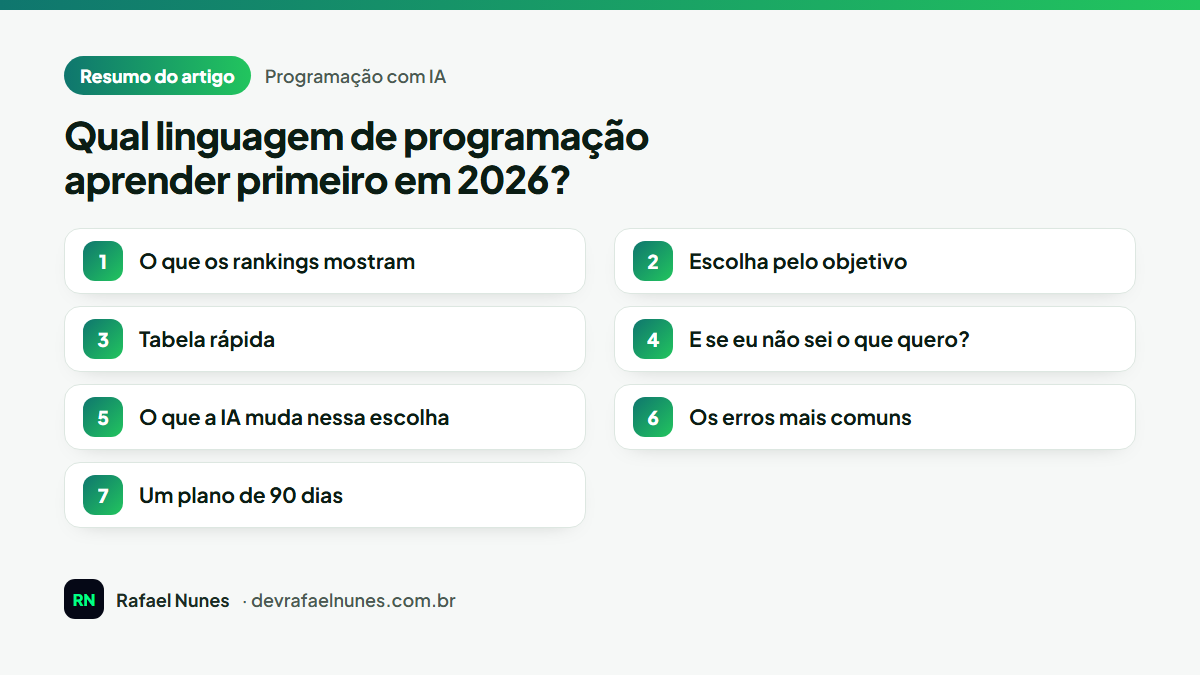 Resumo do artigo
Programação com IA
Qual linguagem de programação
aprender primeiro em 2026?
1 O que os rankings mostram
2 Escolha pelo objetivo
3 Tabela rápida
4 E se eu não sei o que quero?
5 O que a IA muda nessa escolha
6 Os erros mais comuns
7 Um plano de 90 dias
RN Rafael Nunes · devrafaelnunes.com.br